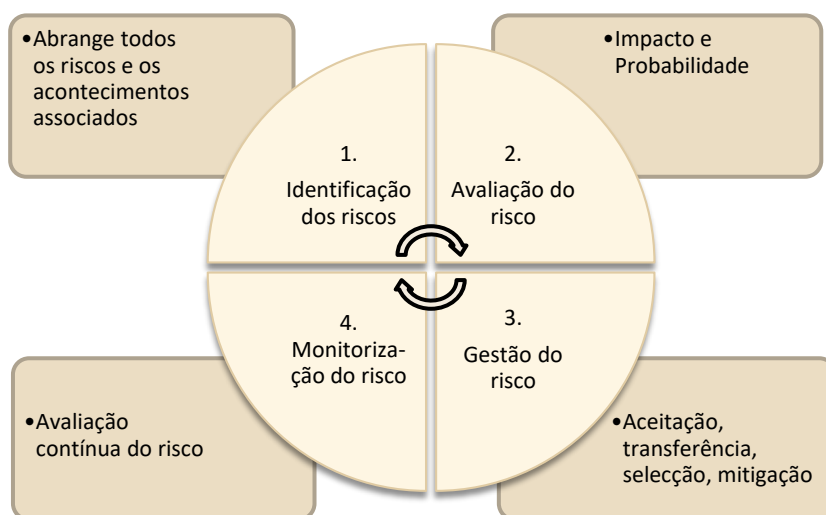 •Abrange todos
os riscos e os
acontecimentos
associados
•Impacto e
Probabilidade
1.
Identificação
dos riscos
2.
Avaliação do
risco
4.
Monitoriza-
ção do risco
3.
Gestão do
risco
•Avaliação
contínua do risco
•Aceitação,
transferência,
selecção, mitigação